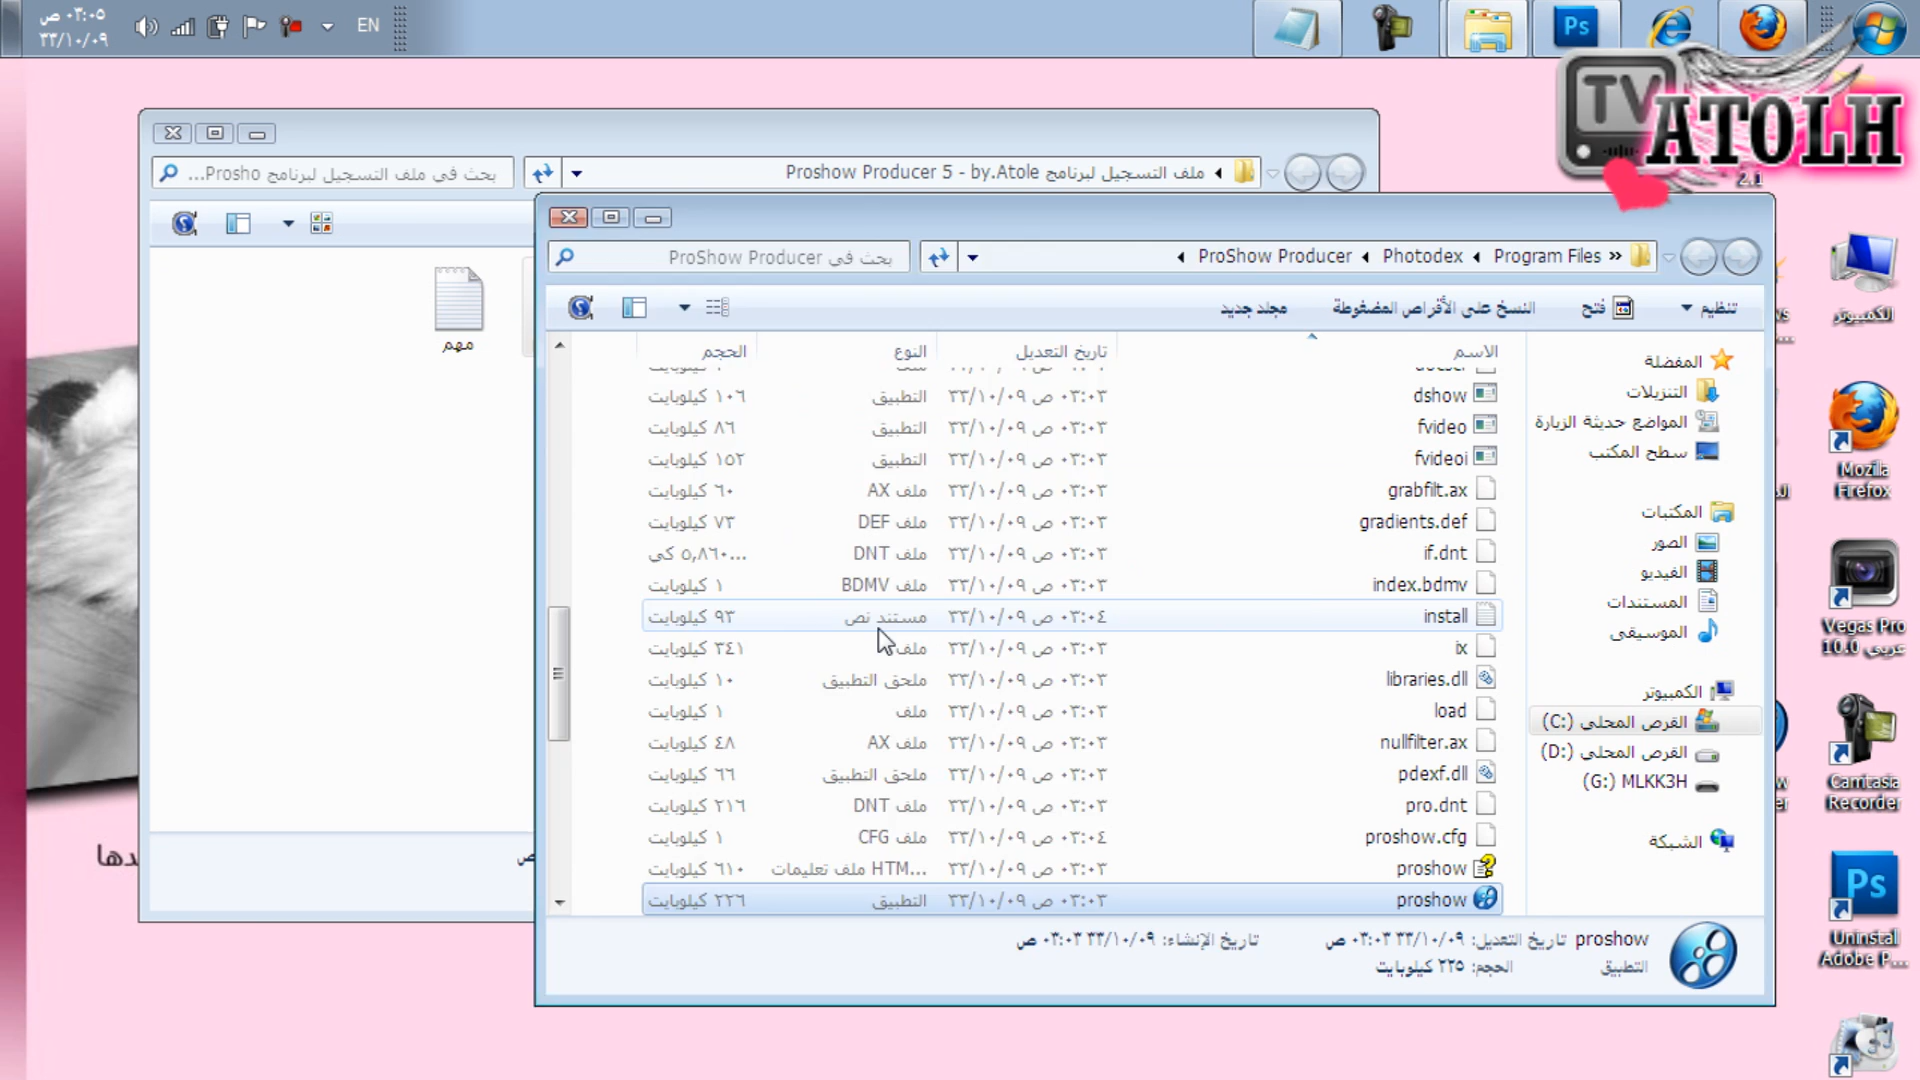 ٠٣:٠٥ ص
٣٣/١٠/٠٩
EN
Ps
TV ATOLH
2.1
بحث في ملف التسجيل لبرنامج Prosho...
ملف التسجيل لبرنامج Proshow Producer 5 - by.Atole
مهم
بحث في ProShow Producer
Program Files
Photodex
ProShow Producer
تنظيم
فتح
النسخ على الأقراص المضغوطة
مجلد جديد
المفضلة
التنزيلات
المواضع حديثة الزيارة
سطح المكتب
المكتبات
الصور
الفيديو
المستندات
الموسيقى
الكمبيوتر
القرص المحلي (C:)
القرص المحلي (D:)
MLKK3H (G:)
الشبكة
الاسم تاريخ التعديل النوع الحجم
dshow ٠٣:٠٣ ص ٣٣/١٠/٠٩ التطبيق ١٠٦ كيلوبايت
fvideo ٠٣:٠٣ ص ٣٣/١٠/٠٩ التطبيق ٨٦ كيلوبايت
fvideoi ٠٣:٠٣ ص ٣٣/١٠/٠٩ التطبيق ١٥٢ كيلوبايت
grabfilt.ax ٠٣:٠٣ ص ٣٣/١٠/٠٩ ملف AX ٦٠ كيلوبايت
gradients.def ٠٣:٠٣ ص ٣٣/١٠/٠٩ ملف DEF ٧٣ كيلوبايت
if.dnt ٠٣:٠٣ ص ٣٣/١٠/٠٩ ملف DNT ٥,٨٦٠ كي...
index.bdmv ٠٣:٠٣ ص ٣٣/١٠/٠٩ ملف BDMV ١ كيلوبايت
install ٠٣:٠٤ ص ٣٣/١٠/٠٩ مستند نص ٩٣ كيلوبايت
ix ٠٣:٠٣ ص ٣٣/١٠/٠٩ ملف ٣٤١ كيلوبايت
libraries.dll ٠٣:٠٣ ص ٣٣/١٠/٠٩ ملحق التطبيق ١٠ كيلوبايت
load ٠٣:٠٣ ص ٣٣/١٠/٠٩ ملف ١ كيلوبايت
nullfilter.ax ٠٣:٠٣ ص ٣٣/١٠/٠٩ ملف AX ٤٨ كيلوبايت
pdexf.dll ٠٣:٠٣ ص ٣٣/١٠/٠٩ ملحق التطبيق ٦٦ كيلوبايت
pro.dnt ٠٣:٠٣ ص ٣٣/١٠/٠٩ ملف DNT ٢١٦ كيلوبايت
proshow.cfg ٠٣:٠٤ ص ٣٣/١٠/٠٩ ملف CFG ١ كيلوبايت
proshow ٠٣:٠٣ ص ٣٣/١٠/٠٩ ملف تعليمات HTM... ٦١٠ كيلوبايت
proshow ٠٣:٠٣ ص ٣٣/١٠/٠٩ التطبيق ٢٢٦ كيلوبايت
proshow تاريخ التعديل: ٣٣/١٠/٠٩ ٠٣:٠٣ ص تاريخ الإنشاء: ٣٣/١٠/٠٩ ٠٣:٠٣ ص
التطبيق الحجم: ٢٢٥ كيلوبايت
الكمبيوتر
Mozilla Firefox
Vegas Pro 10.0 عربي
Camtasia Recorder
Ps
Uninstal Adobe P...